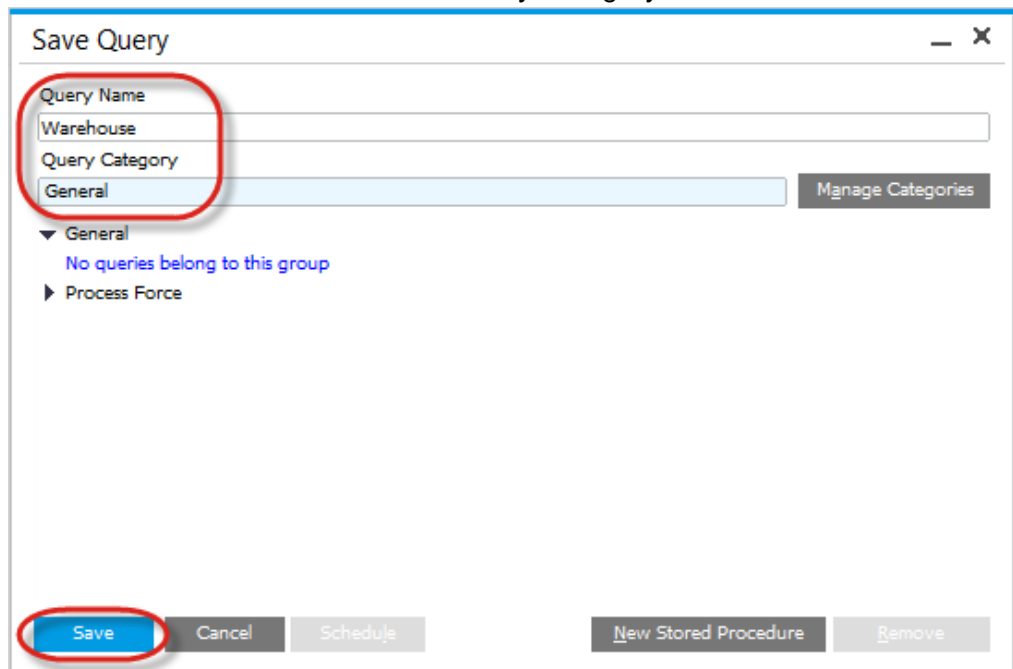 Save Query
Query Name
Warehouse
Query Category
General
Manage Categories
General
No queries belong to this group
Process Force
Save Cancel Schedule New Stored Procedure Remove